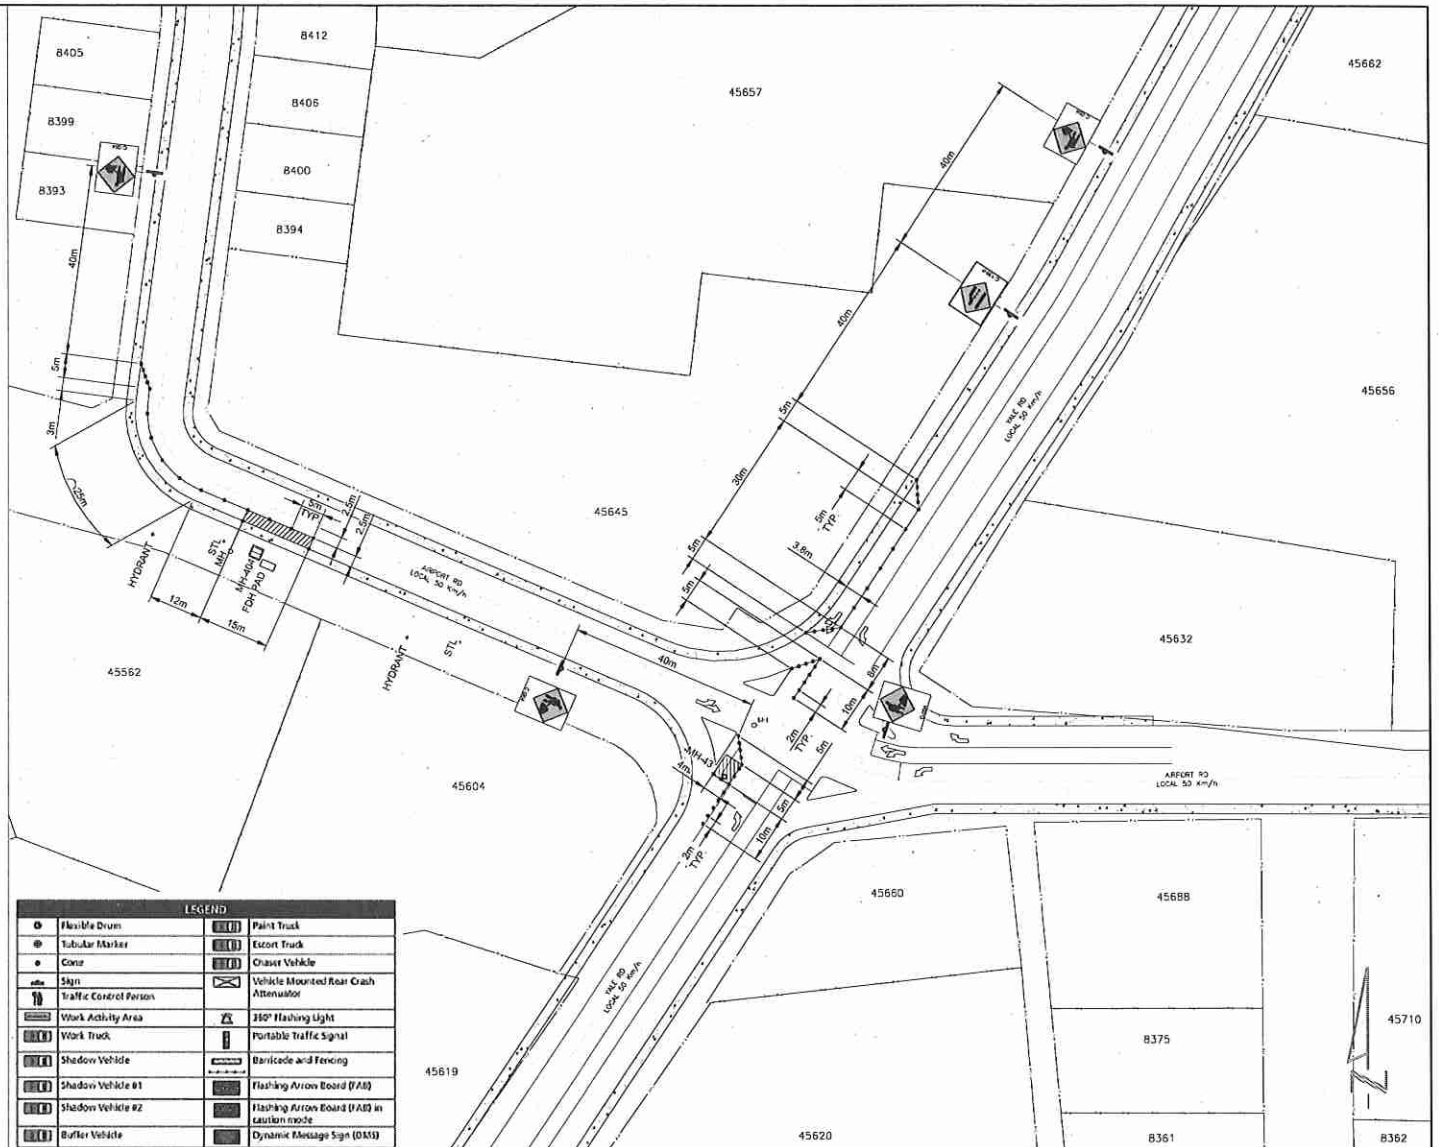 8405
8412
45657
45662
8406
8399
8393
8400
8394
40m
40m
40m
5m
3m
25m
5m
45656
YALE RD
LOCAL 50 Km/h
30m
5m
TYP.
5m
TYP.
2.5m
2.5m
45645
3.8m
5m
5m
HYDRANT
STL
MH
MH-404
FDH PAD
AIRPORT RD
LOCAL 50 Km/h
12m
15m
45562
HYDRANT
STL
40m
45632
8m
10m
2m
TYP.
5m
MH-43
4m
5m
10m
2m
TYP.
AIRPORT RD
LOCAL 50 Km/h
45604
45660
45688
YALE RD
LOCAL 50 Km/h
45619
45710
8375
45620
8361
8362
LEGEND
Flexible Drum
Paint Truck
Tubular Marker
Escort Truck
Cone
Chaser Vehicle
Sign
Vehicle Mounted Rear Crash
Attenuator
Traffic Control Person
Work Activity Area
360° Flashing Light
Work Truck
Portable Traffic Signal
Shadow Vehicle
Barricade and Fencing
Shadow Vehicle #1
Flashing Arrow Board (FAB)
Shadow Vehicle #2
Flashing Arrow Board (FAB) in
caution mode
Buffer Vehicle
Dynamic Message Sign (DMS)